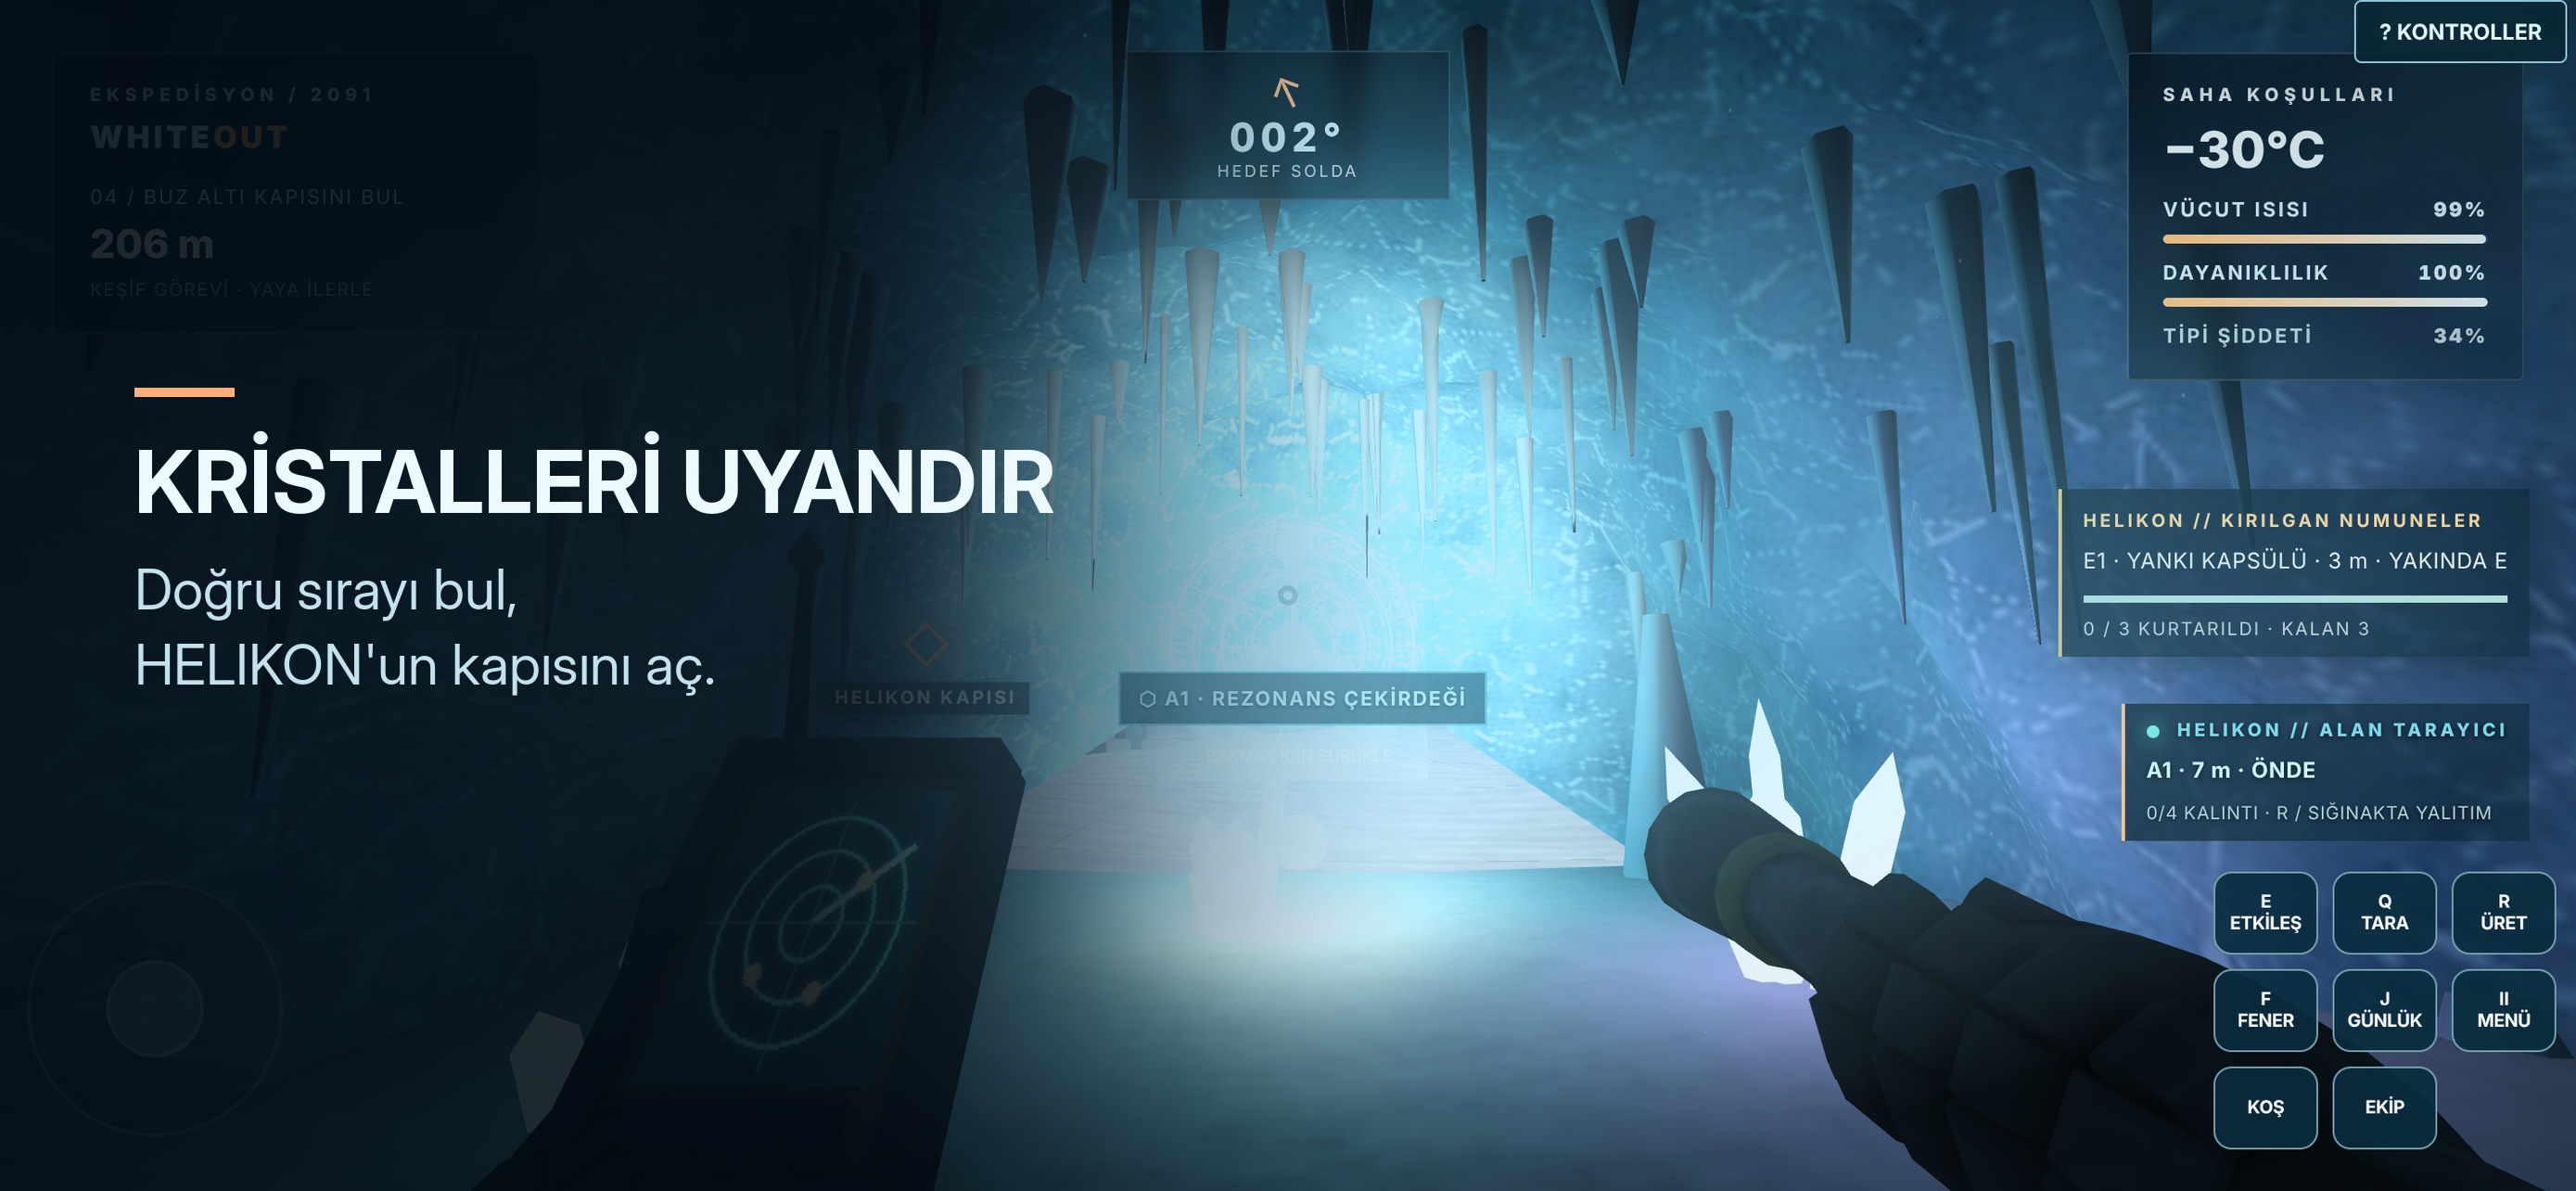 ? KONTROLLER
EKSPEDİSYON / 2091
WHITEOUT
04 / BUZ ALTI KAPISINI BUL
206 m
KEŞİF GÖREVİ · YAYA İLERLE
002°
HEDEF SOLDA
SAHA KOŞULLARI
−30°C
VÜCUT ISISI 99%
DAYANIKLILIK 100%
TİPİ ŞİDDETİ 34%
KRİSTALLERİ UYANDIR
Doğru sırayı bul,
HELIKON'un kapısını aç.
HELIKON KAPISI
⬡ A1 · REZONANS ÇEKİRDEĞİ
BAKMAK İÇİN SÜRÜKLE
HELIKON // KIRILGAN NUMUNELER
E1 · YANKI KAPSÜLÜ · 3 m · YAKINDA E
0 / 3 KURTARILDI · KALAN 3
HELIKON // ALAN TARAYICI
A1 · 7 m · ÖNDE
0/4 KALINTI · R / SIĞINAKTA YALITIM
E
ETKİLEŞ
Q
TARA
R
ÜRET
F
FENER
J
GÜNLÜK
II
MENÜ
KOŞ
EKİP